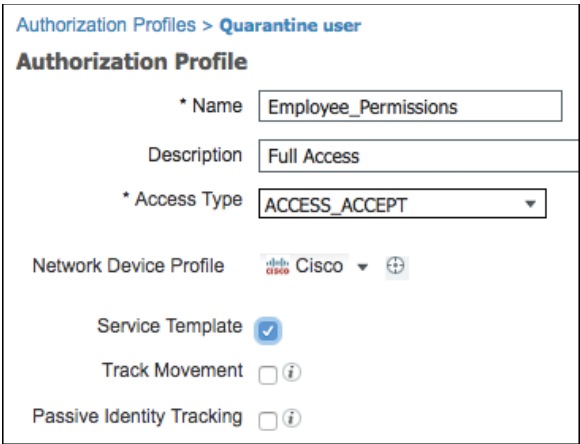 Authorization Profiles > Quarantine user
Authorization Profile
* Name Employee_Permissions
Description Full Access
* Access Type ACCESS_ACCEPT
Network Device Profile cisco Cisco
Service Template
Track Movement i
Passive Identity Tracking i